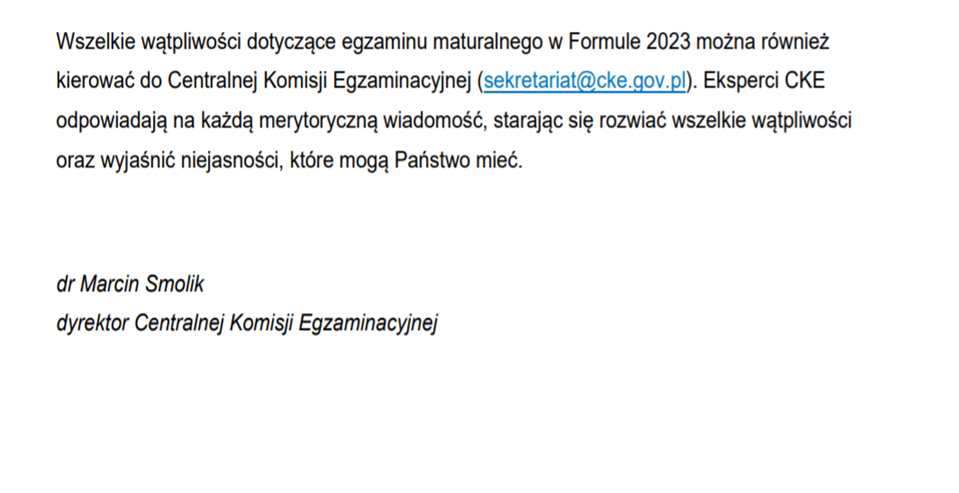 Wszelkie wątpliwości dotyczące egzaminu maturalnego w Formule 2023 można również
kierować do Centralnej Komisji Egzaminacyjnej (sekretariat@cke.gov.pl). Eksperci CKE
odpowiadają na każdą merytoryczną wiadomość, starając się rozwiać wszelkie wątpliwości
oraz wyjaśnić niejasności, które mogą Państwo mieć.
dr Marcin Smolik
dyrektor Centralnej Komisji Egzaminacyjnej